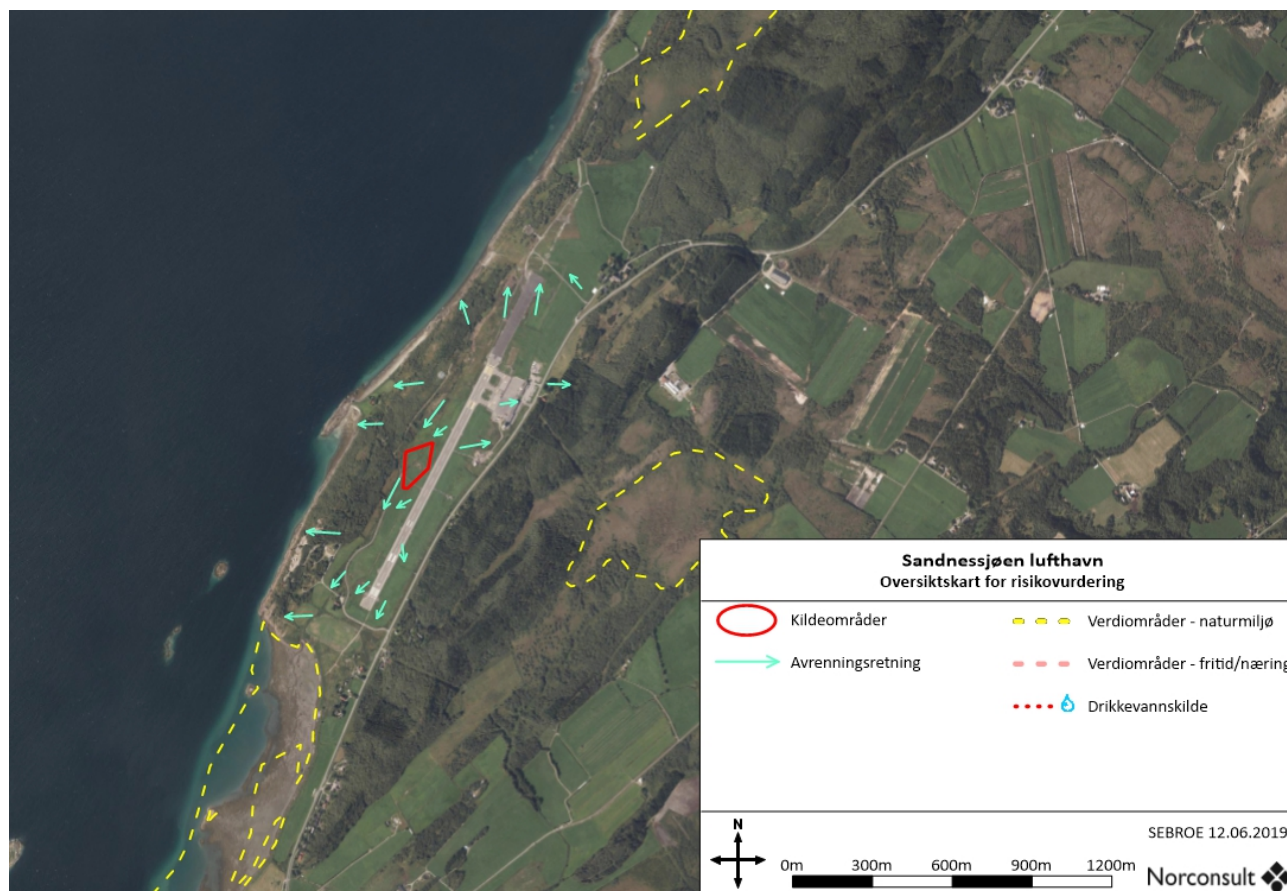 Sandnessjøen lufthavn
Oversiktskart for risikovurdering
Kildeområder
Verdiområder - naturmiljø
Avrenningsretning
Verdiområder - fritid/næring
Drikkevannskilde
N
SEBROE 12.06.2019
0m 300m 600m 900m 1200m
Norconsult